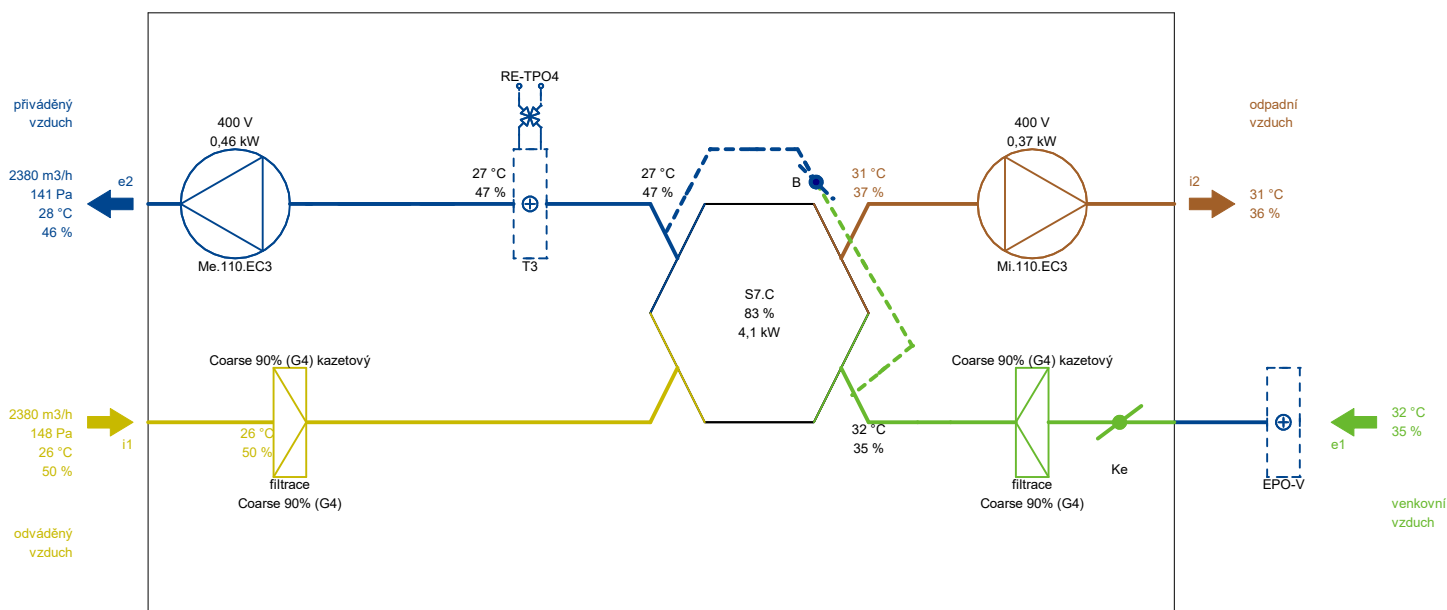 RE-TPO4
přiváděný
vzduch
400 V
0,46 kW
400 V
0,37 kW
odpadní
vzduch
2380 m3/h
141 Pa
28 °C
46 %
e2
27 °C
47 %
27 °C
47 %
B
31 °C
37 %
i2
31 °C
36 %
Me.110.EC3
T3
Mi.110.EC3
S7.C
83 %
4,1 kW
Coarse 90% (G4) kazetový
Coarse 90% (G4) kazetový
2380 m3/h
148 Pa
26 °C
50 %
i1
26 °C
50 %
32 °C
35 %
Ke
e1
32 °C
35 %
filtrace
Coarse 90% (G4)
filtrace
Coarse 90% (G4)
EPO-V
odváděný
vzduch
venkovní
vzduch